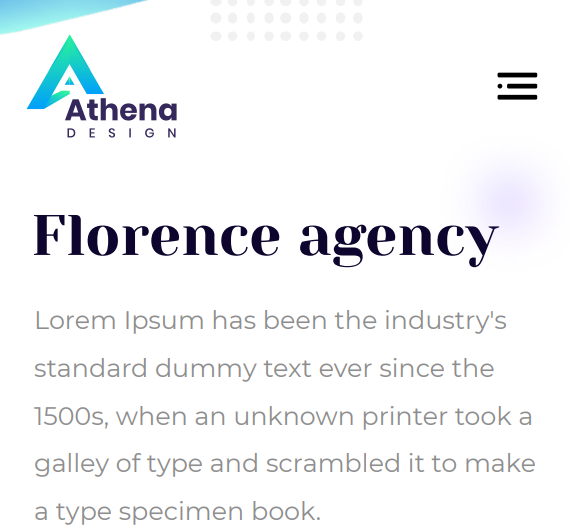 Athena
DESIGN
Florence agency
Lorem Ipsum has been the industry's
standard dummy text ever since the
1500s, when an unknown printer took a
galley of type and scrambled it to make
a type specimen book.